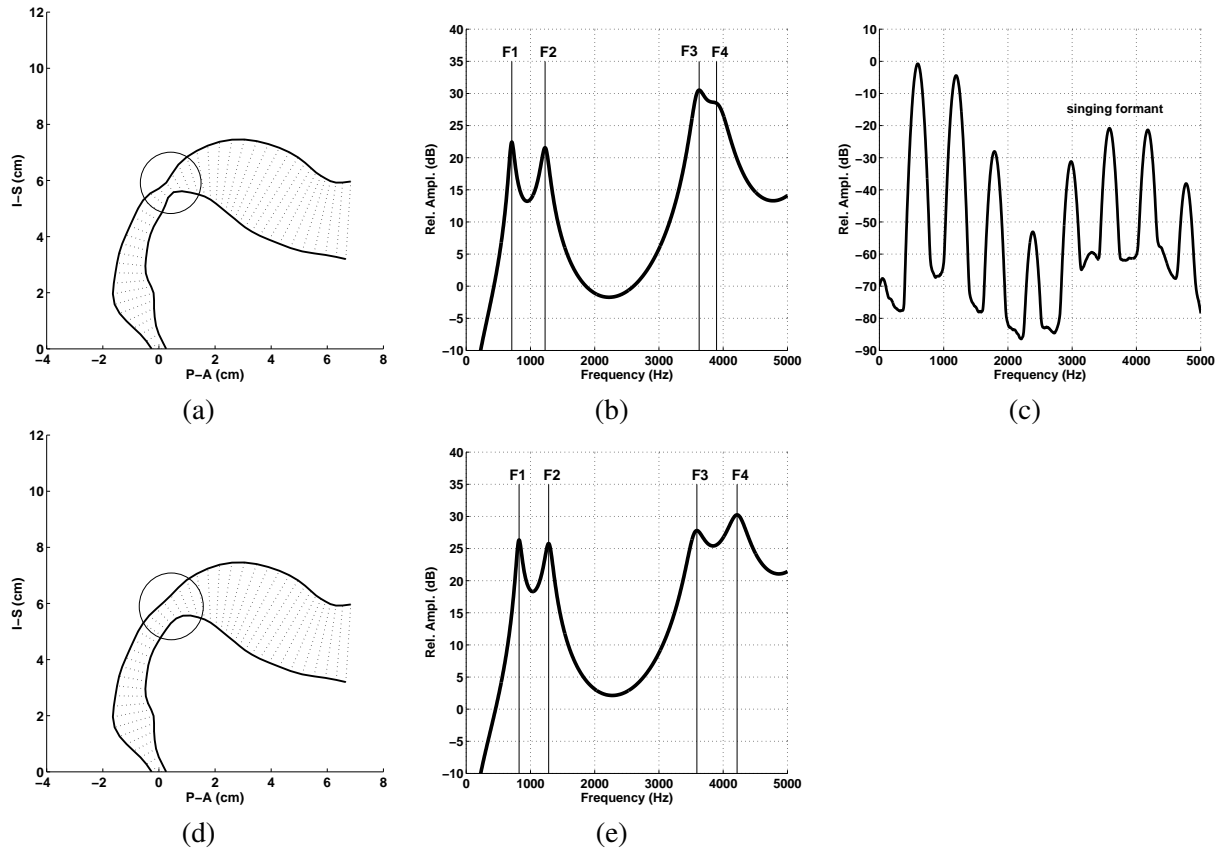 12
10
8
6
4
2
0
I−S (cm)
−4 −2 0 2 4 6 8
P−A (cm)
(a)
40
35
30
25
20
15
10
5
0
−5
−10
Rel. Ampl. (dB)
F1 F2 F3 F4
0 1000 2000 3000 4000 5000
Frequency (Hz)
(b)
10
0
−10
−20
−30
−40
−50
−60
−70
−80
−90
Rel. Ampl. (dB)
singing formant
0 1000 2000 3000 4000 5000
Frequency (Hz)
(c)
12
10
8
6
4
2
0
I−S (cm)
−4 −2 0 2 4 6 8
P−A (cm)
(d)
40
35
30
25
20
15
10
5
0
−5
−10
Rel. Ampl. (dB)
F1 F2 F3 F4
0 1000 2000 3000 4000 5000
Frequency (Hz)
(e)